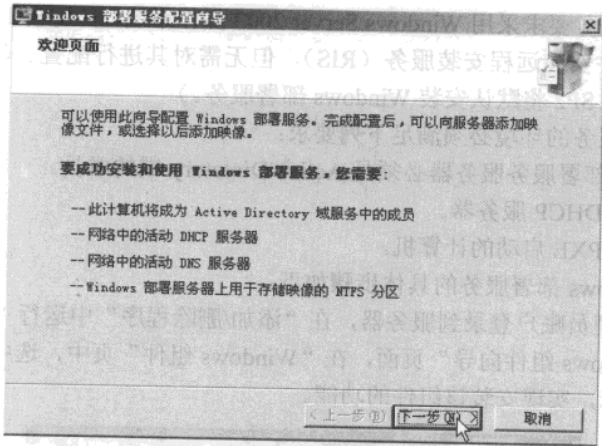 Windows 部署服务配置向导
欢迎页面
可以使用此向导配置 Windows 部署服务。完成配置后，可以向服务器添加映
像文件，或选择以后添加映像。
要成功安装和使用 Windows 部署服务，您需要:
--此计算机将成为 Active Directory 域服务中的成员
--网络中的活动 DHCP 服务器
--网络中的活动 DNS 服务器
--Windows 部署服务器上用于存储映像的 NTFS 分区
< 上一步(B)
下一步(N) >
取消